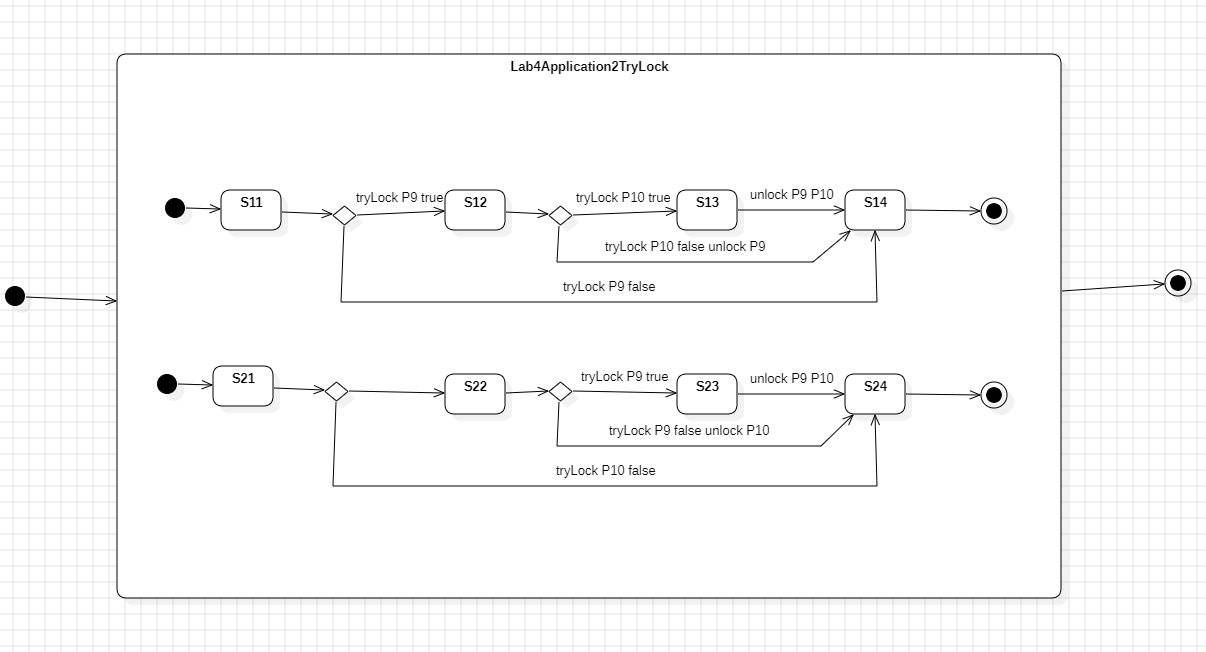 Lab4Application2TryLock
S11
tryLock P9 true
S12
tryLock P10 true
S13
unlock P9 P10
S14
tryLock P10 false unlock P9
tryLock P9 false
S21
S22
tryLock P9 true
S23
unlock P9 P10
S24
tryLock P9 false unlock P10
tryLock P10 false